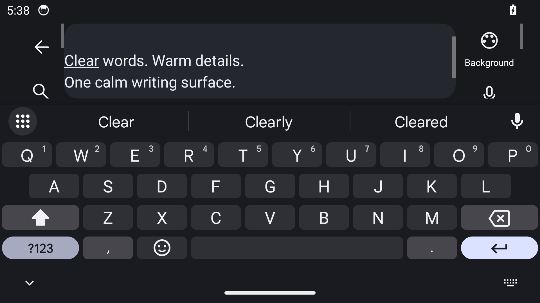 5:38
Clear words. Warm details.
One calm writing surface.
Background
Clear Clearly Cleared
Q 1 W 2 E 3 R 4 T 5 Y 6 U 7 I 8 O 9 P 0
A S D F G H J K L
Z X C V B N M
?123 , .